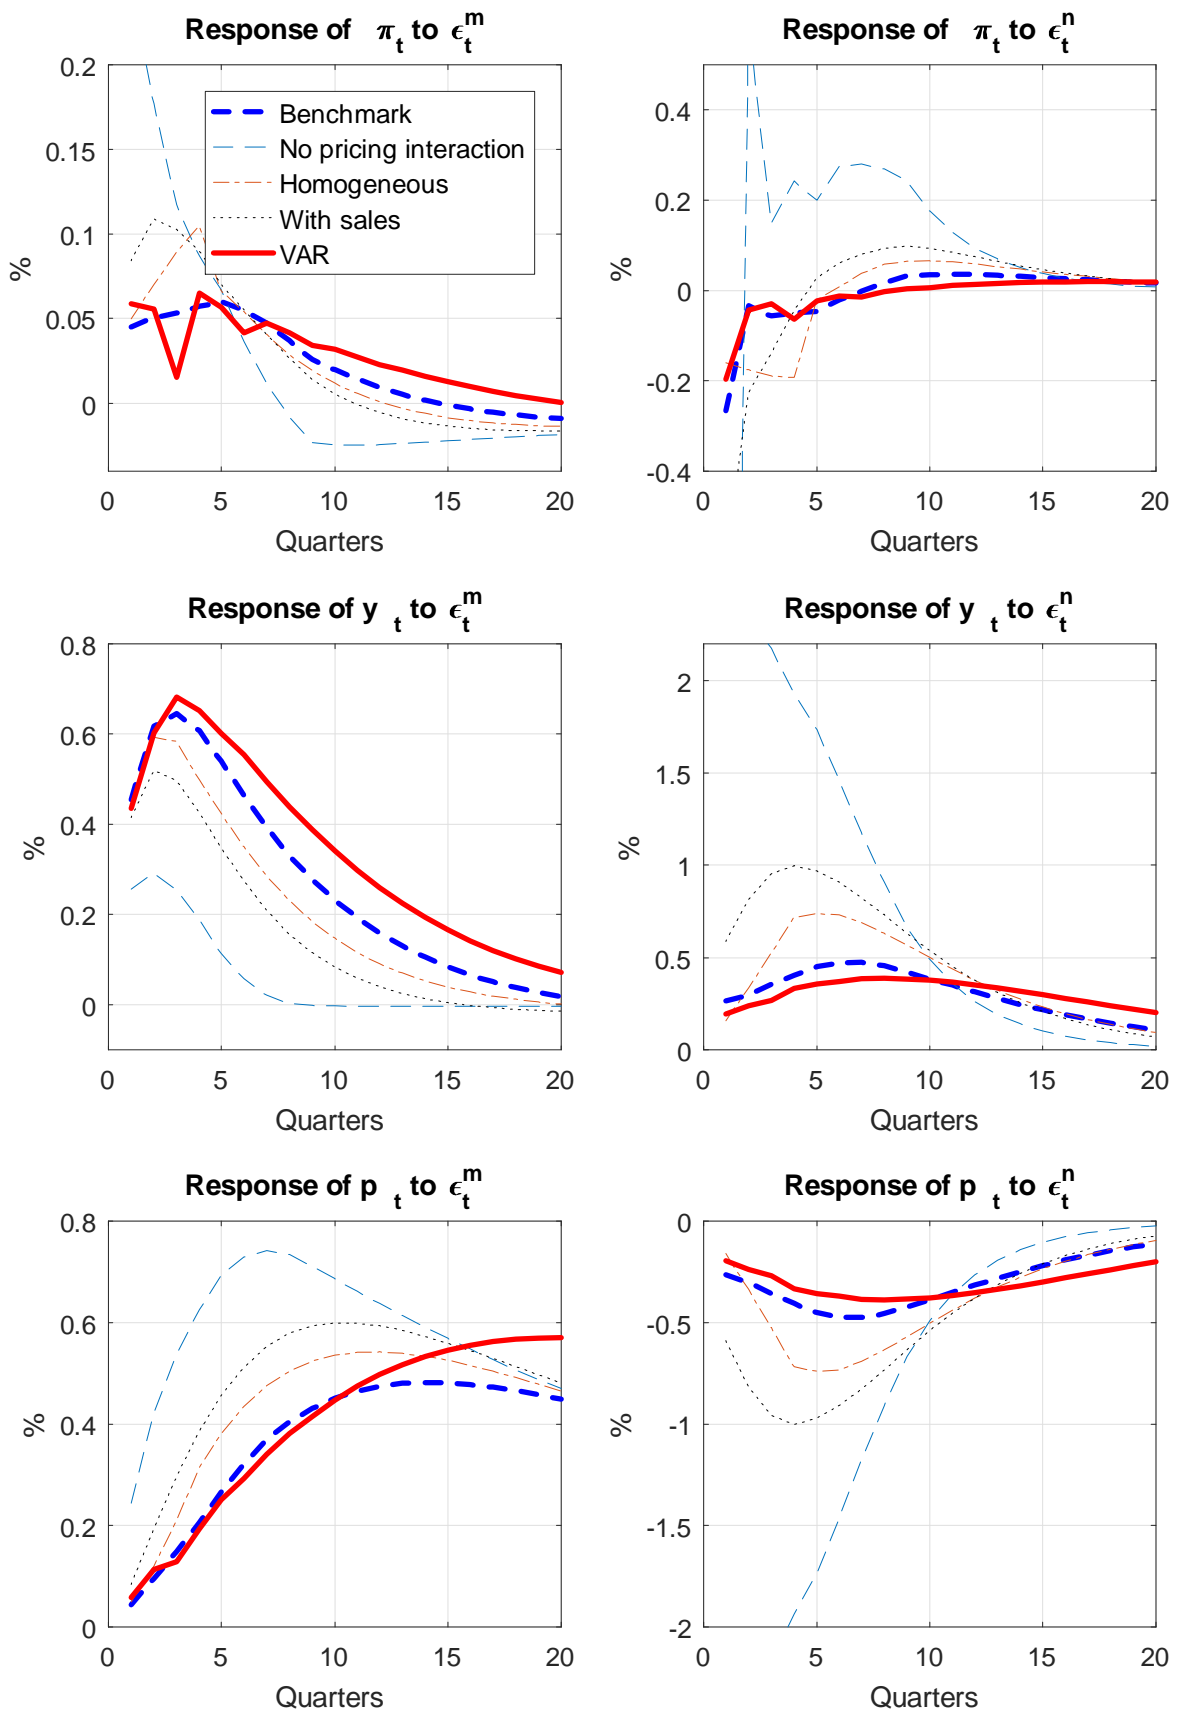 Response of π_t to ϵ_t^m
0.2
0.15
0.1
0.05
0
%
0 5 10 15 20
Quarters
Benchmark
No pricing interaction
Homogeneous
With sales
VAR
Response of π_t to ϵ_t^n
0.4
0.2
0
-0.2
-0.4
%
0 5 10 15 20
Quarters
Response of y_t to ϵ_t^m
0.8
0.6
0.4
0.2
0
%
0 5 10 15 20
Quarters
Response of y_t to ϵ_t^n
2
1.5
1
0.5
0
%
0 5 10 15 20
Quarters
Response of p_t to ϵ_t^m
0.8
0.6
0.4
0.2
0
%
0 5 10 15 20
Quarters
Response of p_t to ϵ_t^n
0
-0.5
-1
-1.5
-2
%
0 5 10 15 20
Quarters